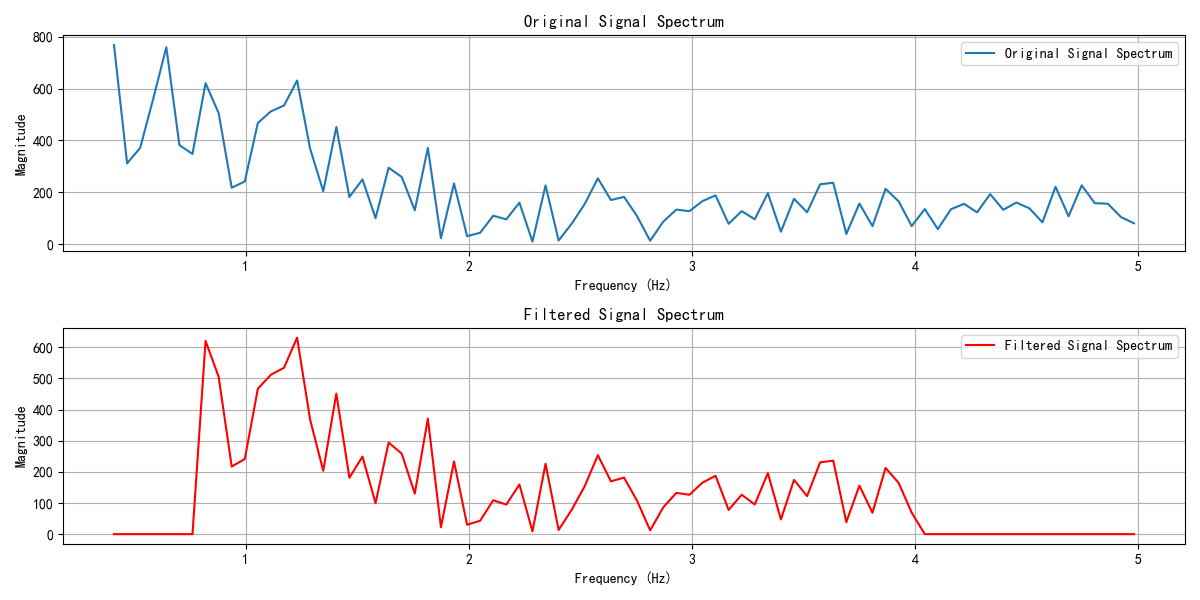 Original Signal Spectrum
800
600
400
200
0
Magnitude
Original Signal Spectrum
1
2
3
4
5
Frequency (Hz)
Filtered Signal Spectrum
600
500
400
300
200
100
0
Magnitude
Filtered Signal Spectrum
1
2
3
4
5
Frequency (Hz)